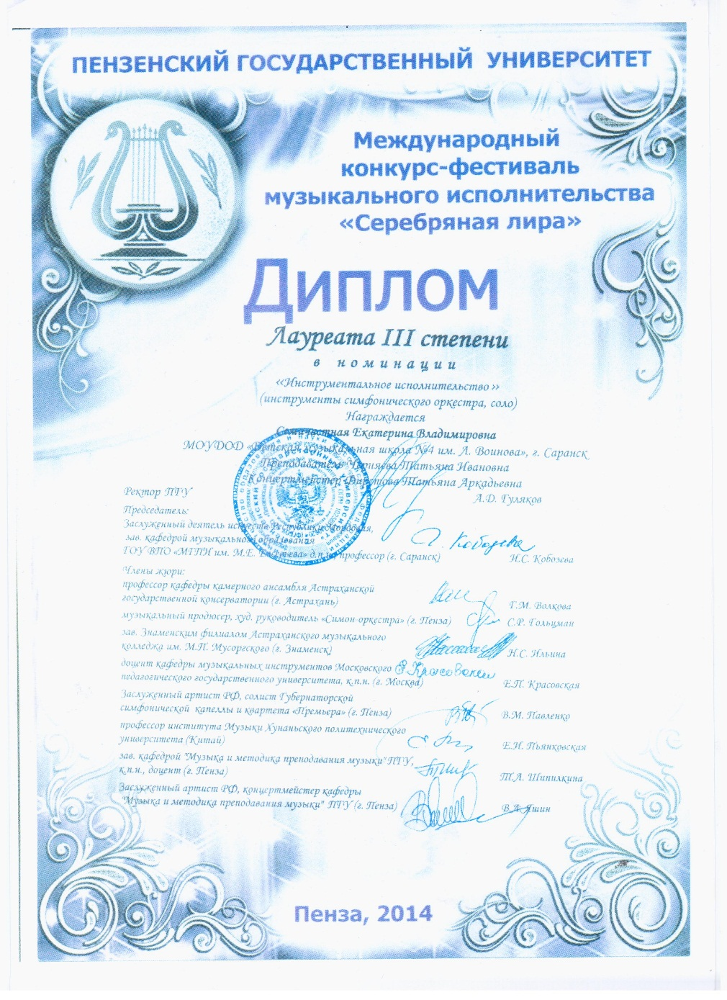 ПЕНЗЕНСКИЙ ГОСУДАРСТВЕННЫЙ УНИВЕРСИТЕТ
Международный
конкурс-фестиваль
музыкального исполнительства
«Серебряная лира»
Диплом
Лауреата III степени
в номинации
«Инструментальное исполнительство»
(инструменты симфонического оркестра, соло)
Награждается
Екатерина Владимировна
МОУДОД «Детская музыкальная школа №4 им. Л. Воинова», г. Саранск
Преподаватель Черняева Татьяна Ивановна
Концертмейстер Татьяна Аркадьевна
Ректор ПГУ
А.Д. Гуляков
Председатель:
Заслуженный деятель искусств Республики Мордовия,
зав. кафедрой музыкального образования
ГОУ ВПО «МГПИ им. М.Е. Евсевьева» д.п.н., профессор (г. Саранск)
И. Кобозева
И.С. Кобозева
Члены жюри:
профессор кафедры камерного ансамбля Астраханской
государственной консерватории (г. Астрахань)
Г.М. Волкова
музыкальный продюсер, худ. руководитель «Симон-оркестра» (г. Пенза)
С.Р. Гольцман
зав. Знаменским филиалом Астраханского музыкального
колледжа им. М.П. Мусоргского (г. Знаменск)
Н.С. Ильина
доцент кафедры музыкальных инструментов Московского
педагогического государственного университета, к.п.н. (г. Москва)
Е.П. Красовская
Заслуженный артист РФ, солист Губернаторской
симфонической капеллы и квартета «Премьера» (г. Пенза)
В.М. Павленко
профессор института Музыки Хунаньского политехнического
университета (Китай)
Е.И. Пьянковская
зав. кафедрой "Музыка и методика преподавания музыки" ПГУ,
к.п.н., доцент (г. Пенза)
Т.А. Шипилкина
Заслуженный артист РФ, концертмейстер кафедры
"Музыка и методика преподавания музыки" ПГУ (г. Пенза)
В.А. Яшин
Пенза, 2014